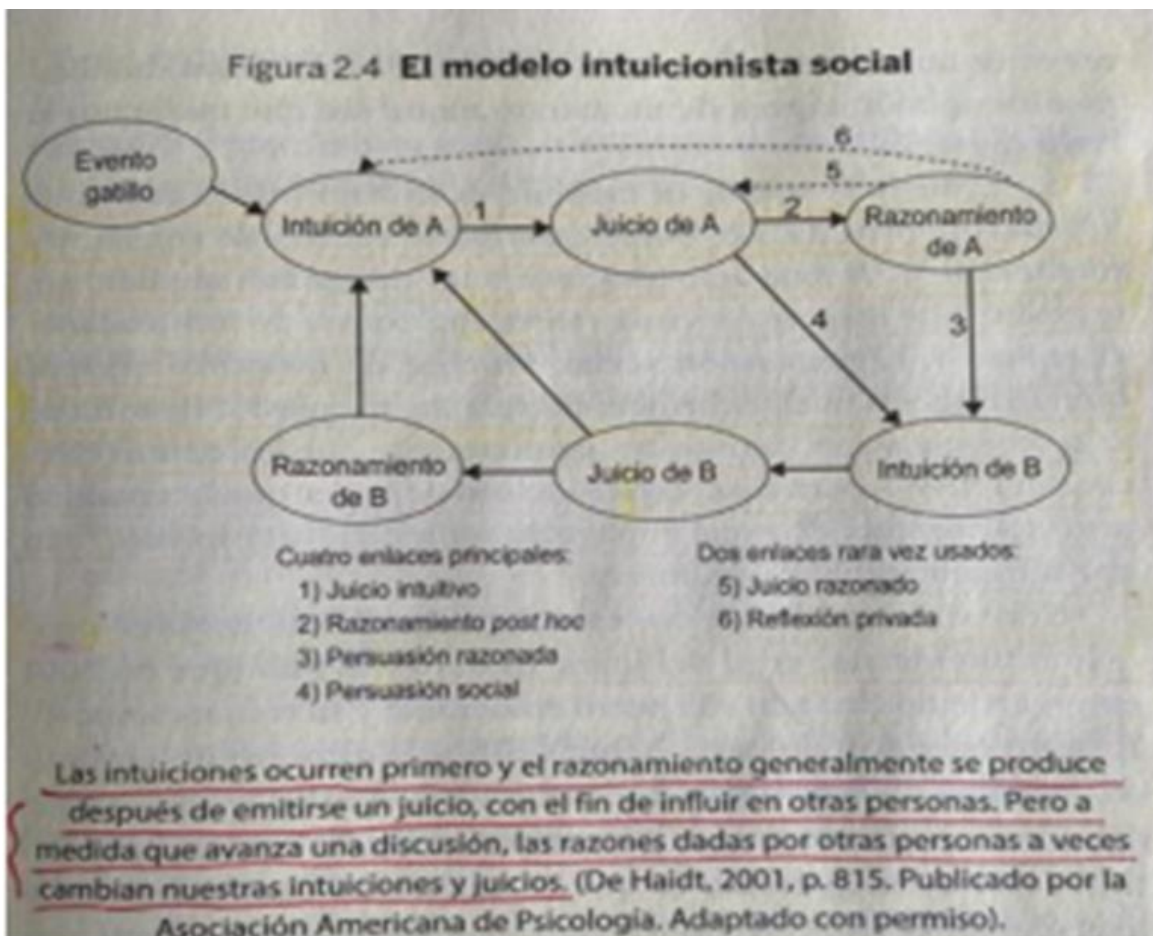 Figura 2.4 El modelo intuicionista social
Evento
gatillo
Intuición de A
1
Juicio de A
2
Razonamiento
de A
6
5
4
3
Razonamiento
de B
Juicio de B
Intuición de B
Cuatro enlaces principales:
1) Juicio intuitivo
2) Razonamiento post hoc
3) Persuasión razonada
4) Persuasión social
Dos enlaces rara vez usados:
5) Juicio razonado
6) Reflexión privada
Las intuiciones ocurren primero y el razonamiento generalmente se produce
después de emitirse un juicio, con el fin de influir en otras personas. Pero a
medida que avanza una discusión, las razones dadas por otras personas a veces
cambian nuestras intuiciones y juicios. (De Haidt, 2001, p. 815. Publicado por la
Asociación Americana de Psicología. Adaptado con permiso).